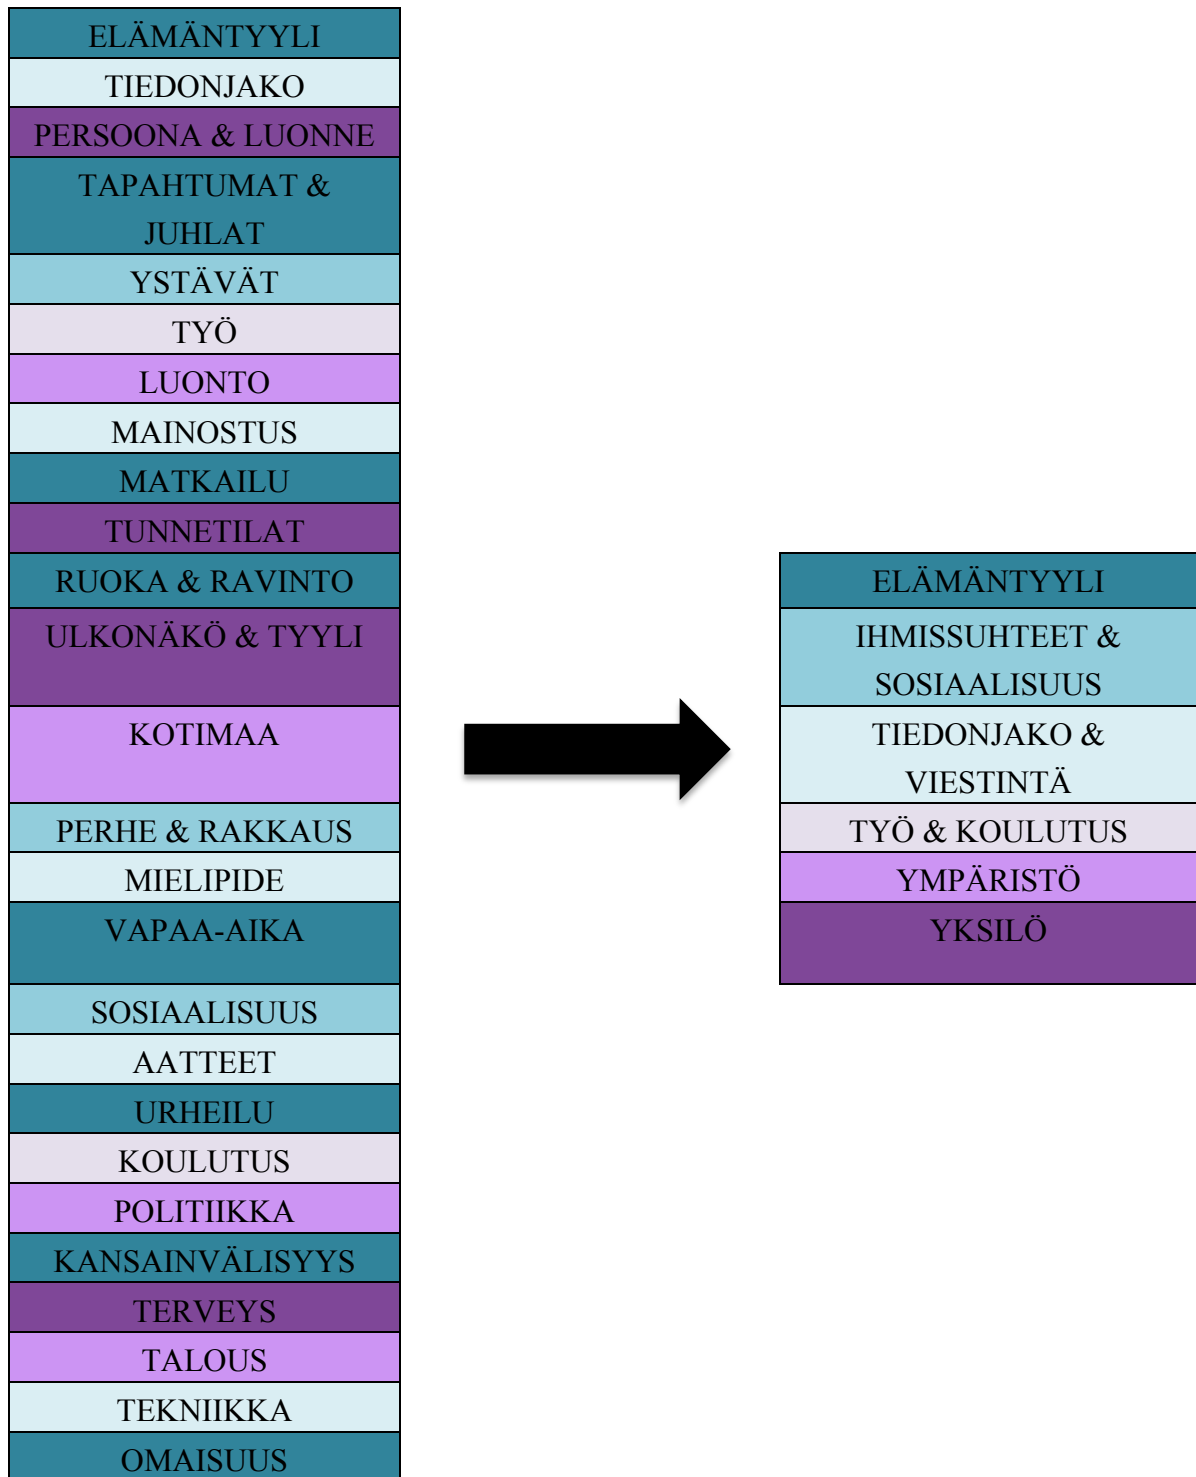 ELÄMÄNTYYLI
TIEDONJAKO
PERSOONA & LUONNE
TAPAHTUMAT &
JUHLAT
YSTÄVÄT
TYÖ
LUONTO
MAINOSTUS
MATKAILU
TUNNETILAT
RUOKA & RAVINTO
ULKONÄKÖ & TYYLI
KOTIMAA
PERHE & RAKKAUS
MIELIPIDE
VAPAA-AIKA
SOSIAALISUUS
AATTEET
URHEILU
KOULUTUS
POLITIIKKA
KANSAINVÄLISYYS
TERVEYS
TALOUS
TEKNIIKKA
OMAISUUS
ELÄMÄNTYYLI
IHMISSUHTEET &
SOSIAALISUUS
TIEDONJAKO &
VIESTINTÄ
TYÖ & KOULUTUS
YMPÄRISTÖ
YKSILÖ